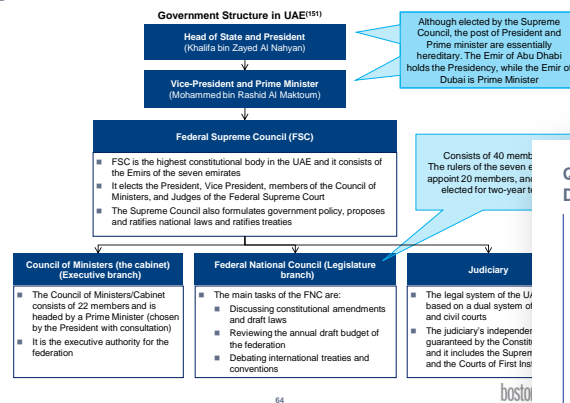 Government Structure in UAE(151)
Head of State and President
(Khalifa bin Zayed Al Nahyan)
Although elected by the Supreme
Council, the post of President and
Prime minister are essentially
hereditary. The Emir of Abu Dhabi
holds the Presidency, while the Emir of
Dubai is Prime Minister
Vice-President and Prime Minister
(Mohammed bin Rashid Al Maktoum)
Federal Supreme Council (FSC)
FSC is the highest constitutional body in the UAE and it consists of
the Emirs of the seven emirates
It elects the President, Vice President, members of the Council of
Ministers, and Judges of the Federal Supreme Court
The Supreme Council also formulates government policy, proposes
and ratifies national laws and ratifies treaties
Consists of 40
The rulers of the seven
appoint 20 members, and
elected for two-year
Council of Ministers (the cabinet)
(Executive branch)
The Council of Ministers/Cabinet
consists of 22 members and is
headed by a Prime Minister (chosen
by the President with consultation)
It is the executive authority for the
federation
Federal National Council (Legislature
branch)
The main tasks of the FNC are:
Discussing constitutional amendments
and draft laws
Reviewing the annual draft budget of
the federation
Debating international treaties and
conventions
Judiciary
The legal system of the
based on a dual system of
and civil courts
The judiciary's
guaranteed by the
and it includes the
and the Courts of First
64